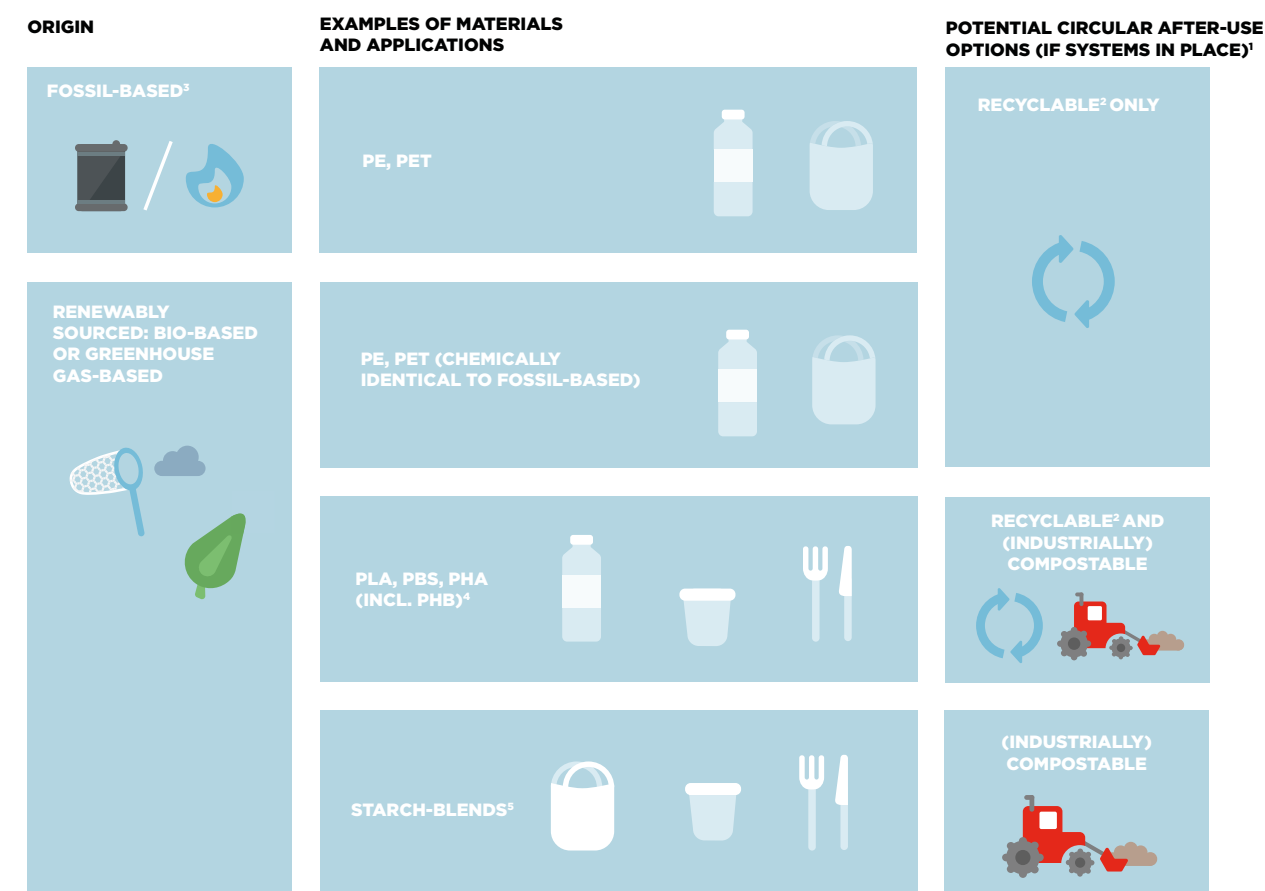 ORIGIN
EXAMPLES OF MATERIALS
AND APPLICATIONS
POTENTIAL CIRCULAR AFTER-USE
OPTIONS (IF SYSTEMS IN PLACE)¹
FOSSIL-BASED³
PE, PET
RECYCLABLE² ONLY
RENEWABLY
SOURCED: BIO-BASED
OR GREENHOUSE
GAS-BASED
PE, PET (CHEMICALLY
IDENTICAL TO FOSSIL-BASED)
PLA, PBS, PHA
(INCL. PHB)⁴
RECYCLABLE² AND
(INDUSTRIALLY)
COMPOSTABLE
STARCH-BLENDS⁵
(INDUSTRIALLY)
COMPOSTABLE